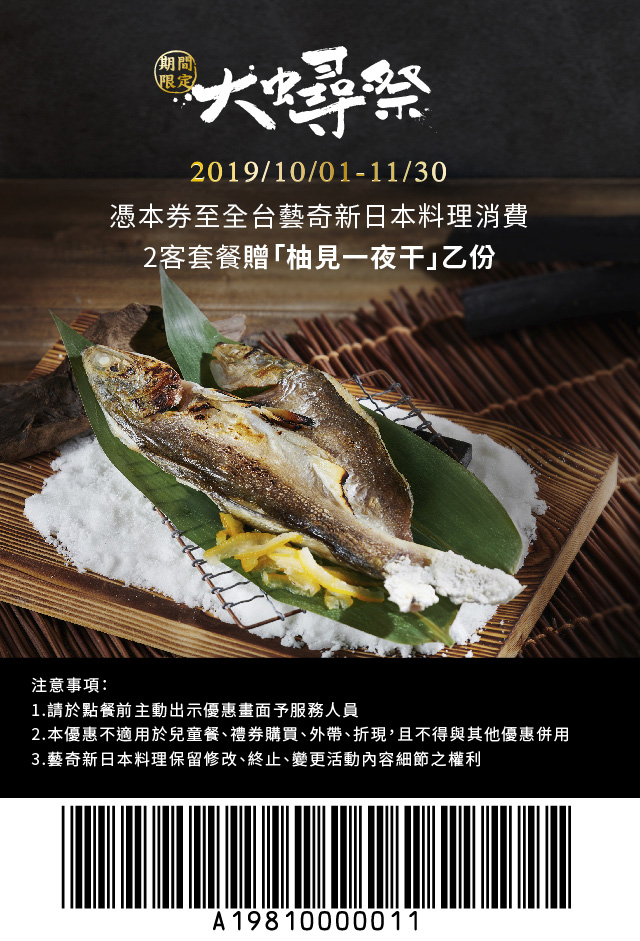 期間
限定
大蟳祭
2019/10/01-11/30
憑本券至全台藝奇新日本料理消費
2客套餐贈「柚見一夜干」乙份
注意事項：
1.請於點餐前主動出示優惠畫面予服務人員
2.本優惠不適用於兒童餐、禮券購買、外帶、折現，且不得與其他優惠併用
3.藝奇新日本料理保留修改、終止、變更活動內容細節之權利
A19810000011